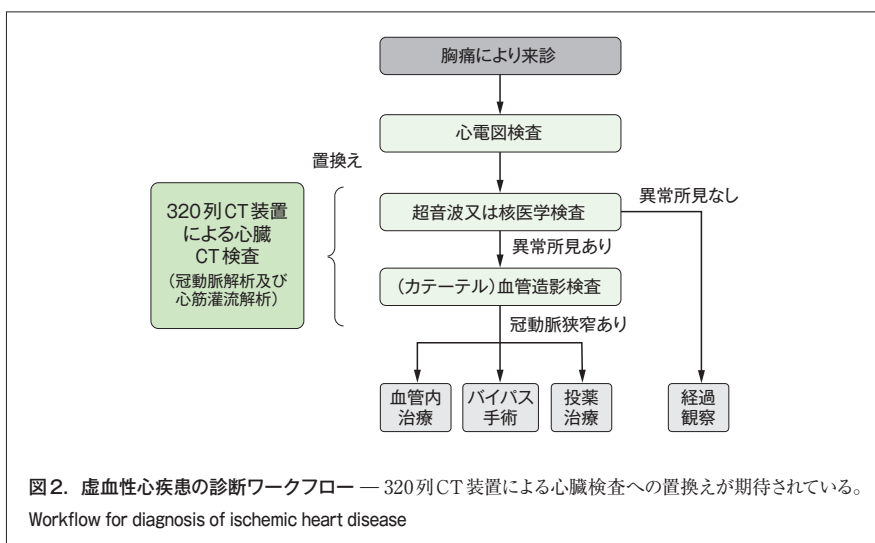 胸痛により来診
心電図検査
置換え
320列CT装置
による心臓
CT検査
(冠動脈解析及び
心筋灌流解析)
超音波又は核医学検査
異常所見なし
異常所見あり
(カテーテル)血管造影検査
冠動脈狭窄あり
血管内
治療
バイパス
手術
投薬
治療
経過
観察
図2. 虚血性心疾患の診断ワークフロー — 320列CT装置による心臓検査への置換えが期待されている。
Workflow for diagnosis of ischemic heart disease